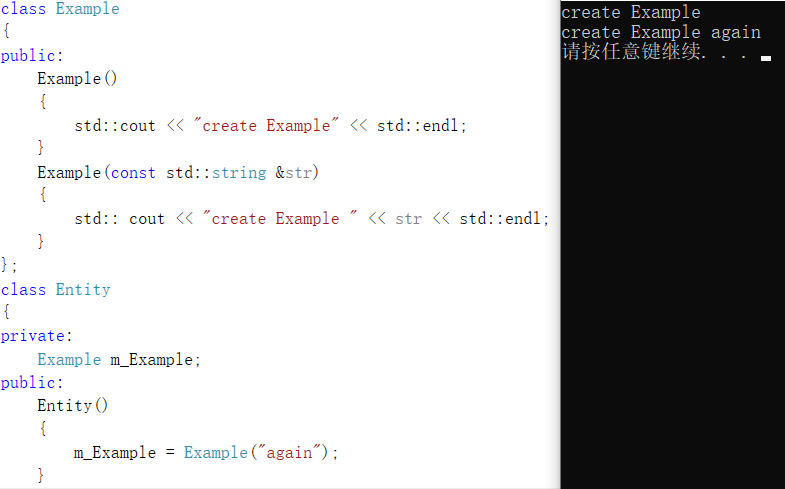 class Example
{
public:
    Example()
    {
        std::cout << "create Example" << std::endl;
    }
    Example(const std::string &str)
    {
        std:: cout << "create Example " << str << std::endl;
    }
};
class Entity
{
private:
    Example m_Example;
public:
    Entity()
    {
        m_Example = Example("again");
    }
create Example
create Example again
请按任意键继续. . .